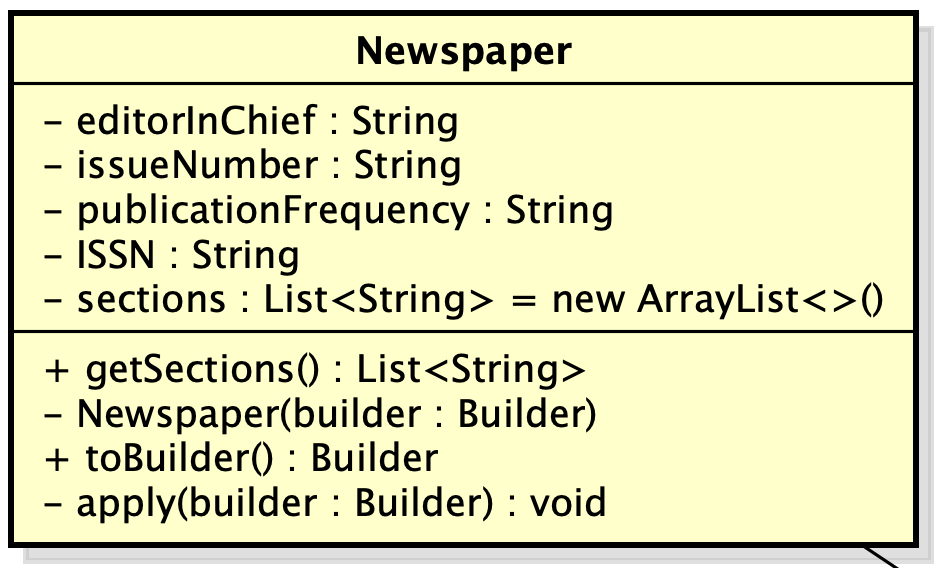 Newspaper
– editorInChief : String
– issueNumber : String
– publicationFrequency : String
– ISSN : String
– sections : List<String> = new ArrayList<>()
+ getSections() : List<String>
– Newspaper(builder : Builder)
+ toBuilder() : Builder
– apply(builder : Builder) : void